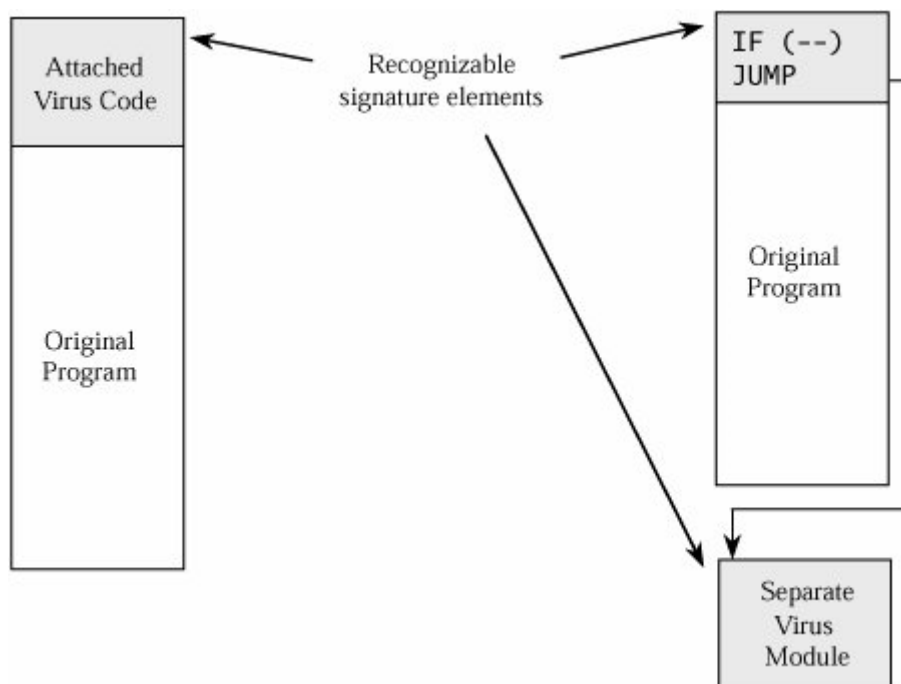 Attached
Virus Code
Original
Program
Recognizable
signature elements
IF (--)
JUMP
Original
Program
Separate
Virus
Module